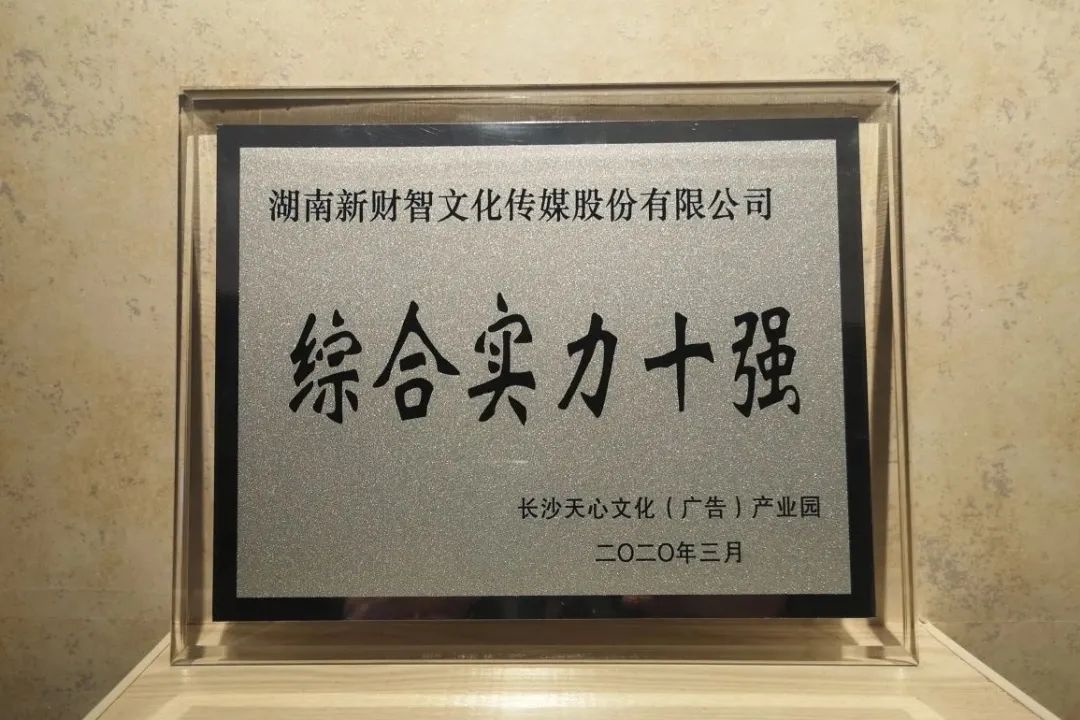 湖南新财智文化传媒股份有限公司
综合实力十强
长沙天心文化（广告）产业园
二〇二〇年三月